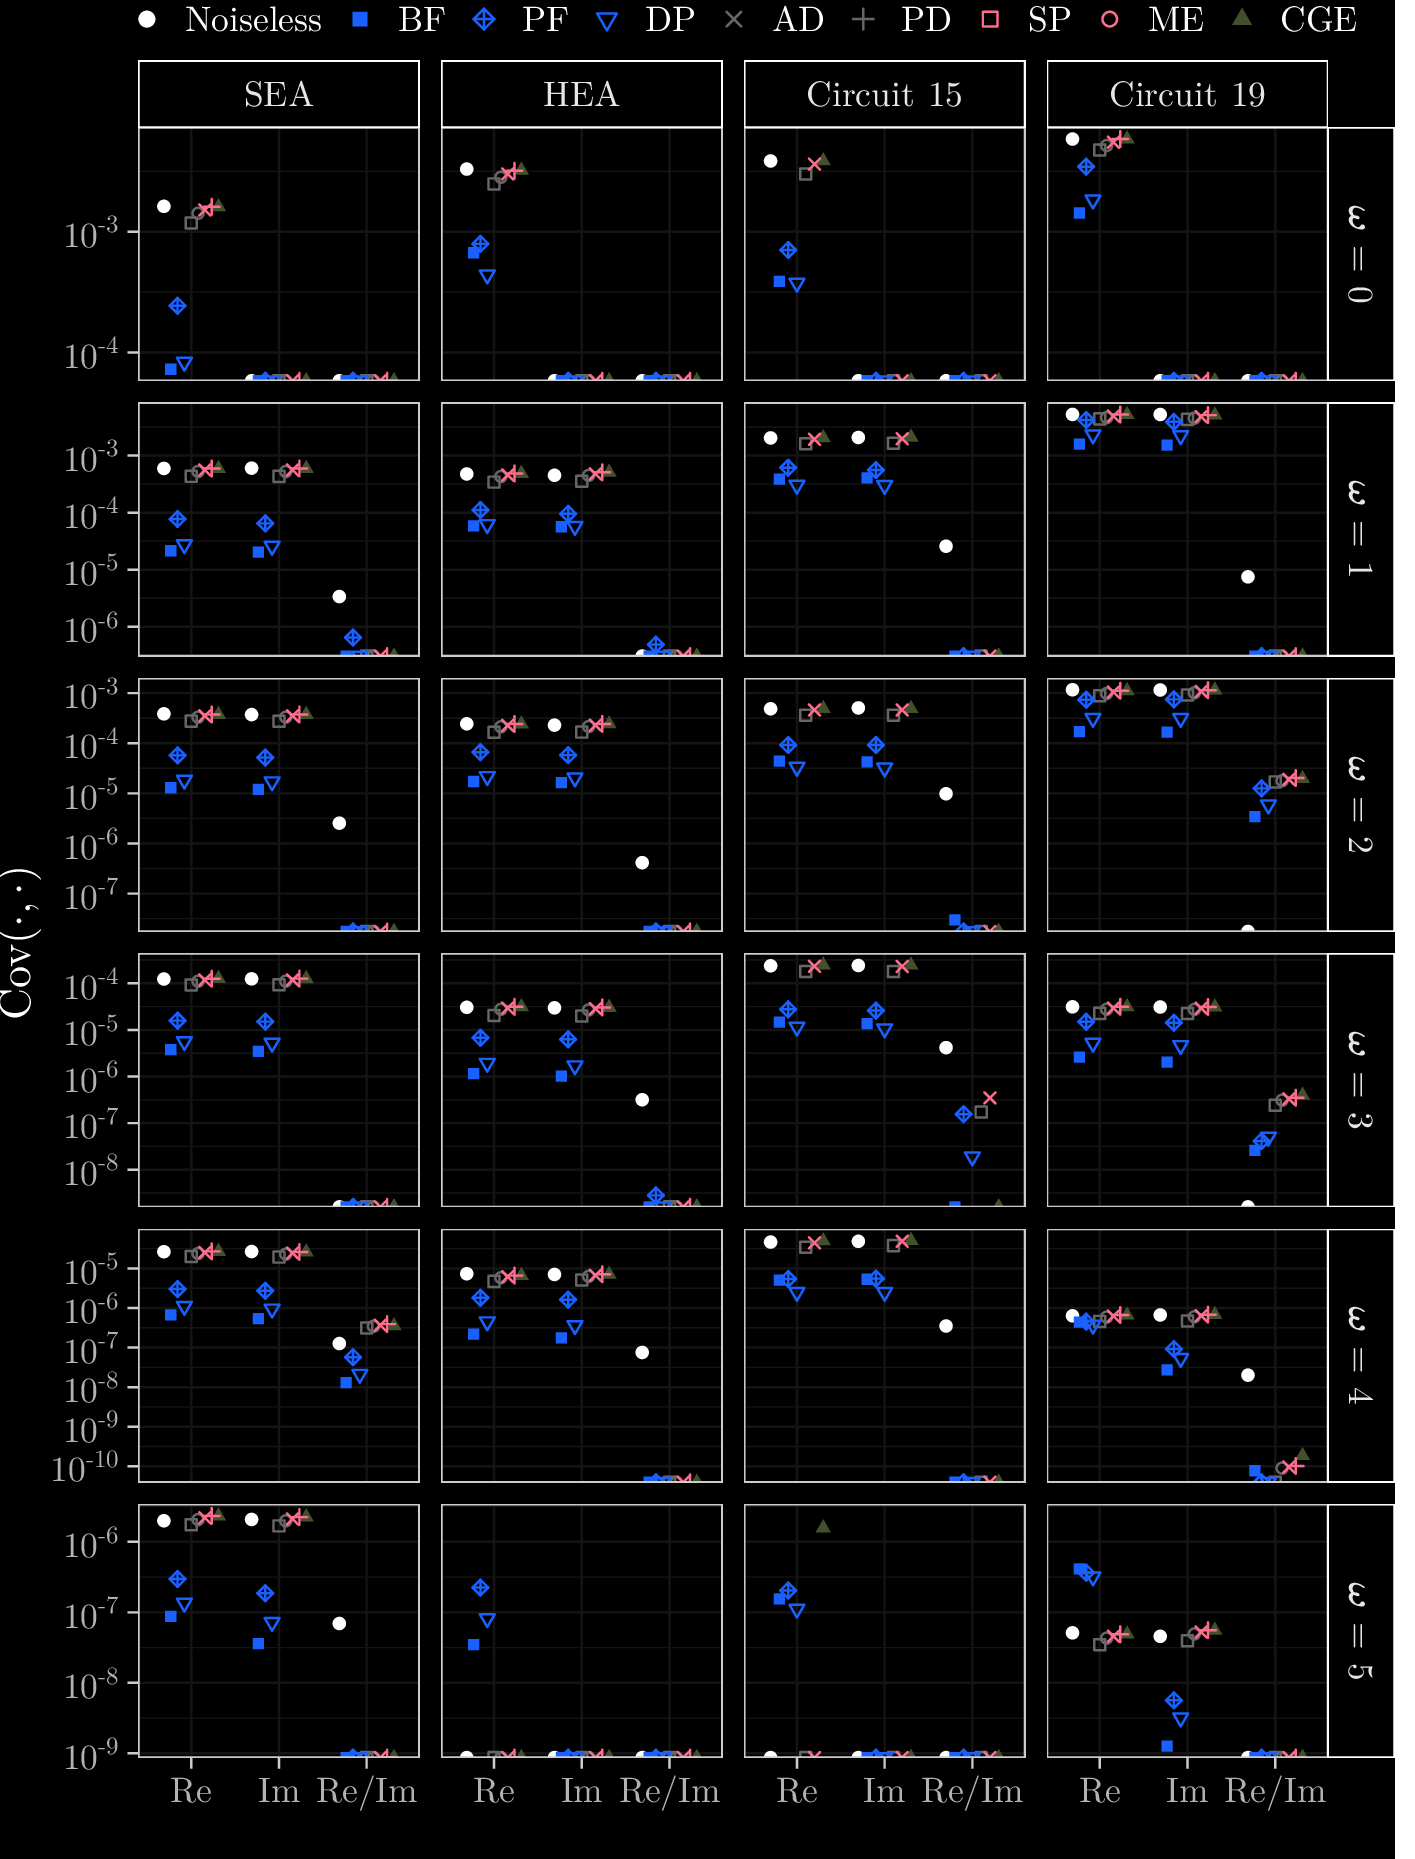 Noiseless BF PF DP AD PD SP ME CGE
SEA HEA Circuit 15 Circuit 19
10⁻³
10⁻⁴
ω = 0
10⁻³
10⁻⁴
10⁻⁵
10⁻⁶
ω = 1
10⁻³
10⁻⁴
10⁻⁵
10⁻⁶
10⁻⁷
ω = 2
Cov(·,·)
10⁻⁴
10⁻⁵
10⁻⁶
10⁻⁷
10⁻⁸
ω = 3
10⁻⁵
10⁻⁶
10⁻⁷
10⁻⁸
10⁻⁹
10⁻¹⁰
ω = 4
10⁻⁶
10⁻⁷
10⁻⁸
10⁻⁹
ω = 5
Re Im Re/Im Re Im Re/Im Re Im Re/Im Re Im Re/Im